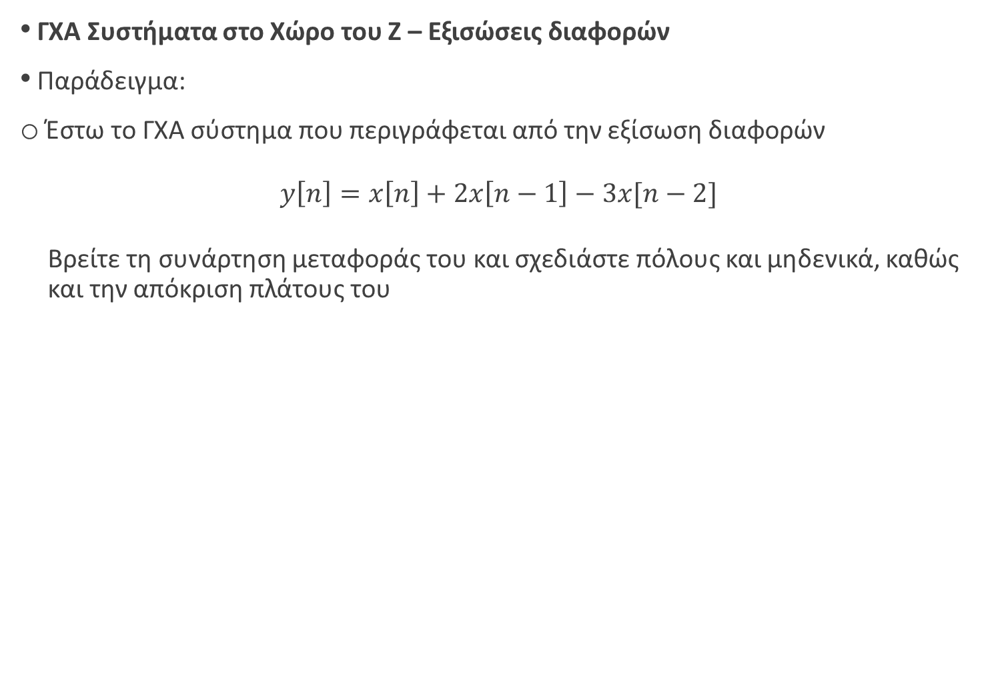 • ΓΧΑ Συστήματα στο Χώρο του Ζ – Εξισώσεις διαφορών
• Παράδειγμα:
○ Έστω το ΓΧΑ σύστημα που περιγράφεται από την εξίσωση διαφορών
y[n] = x[n] + 2x[n − 1] − 3x[n − 2]
Βρείτε τη συνάρτηση μεταφοράς του και σχεδιάστε πόλους και μηδενικά, καθώς
και την απόκριση πλάτους του